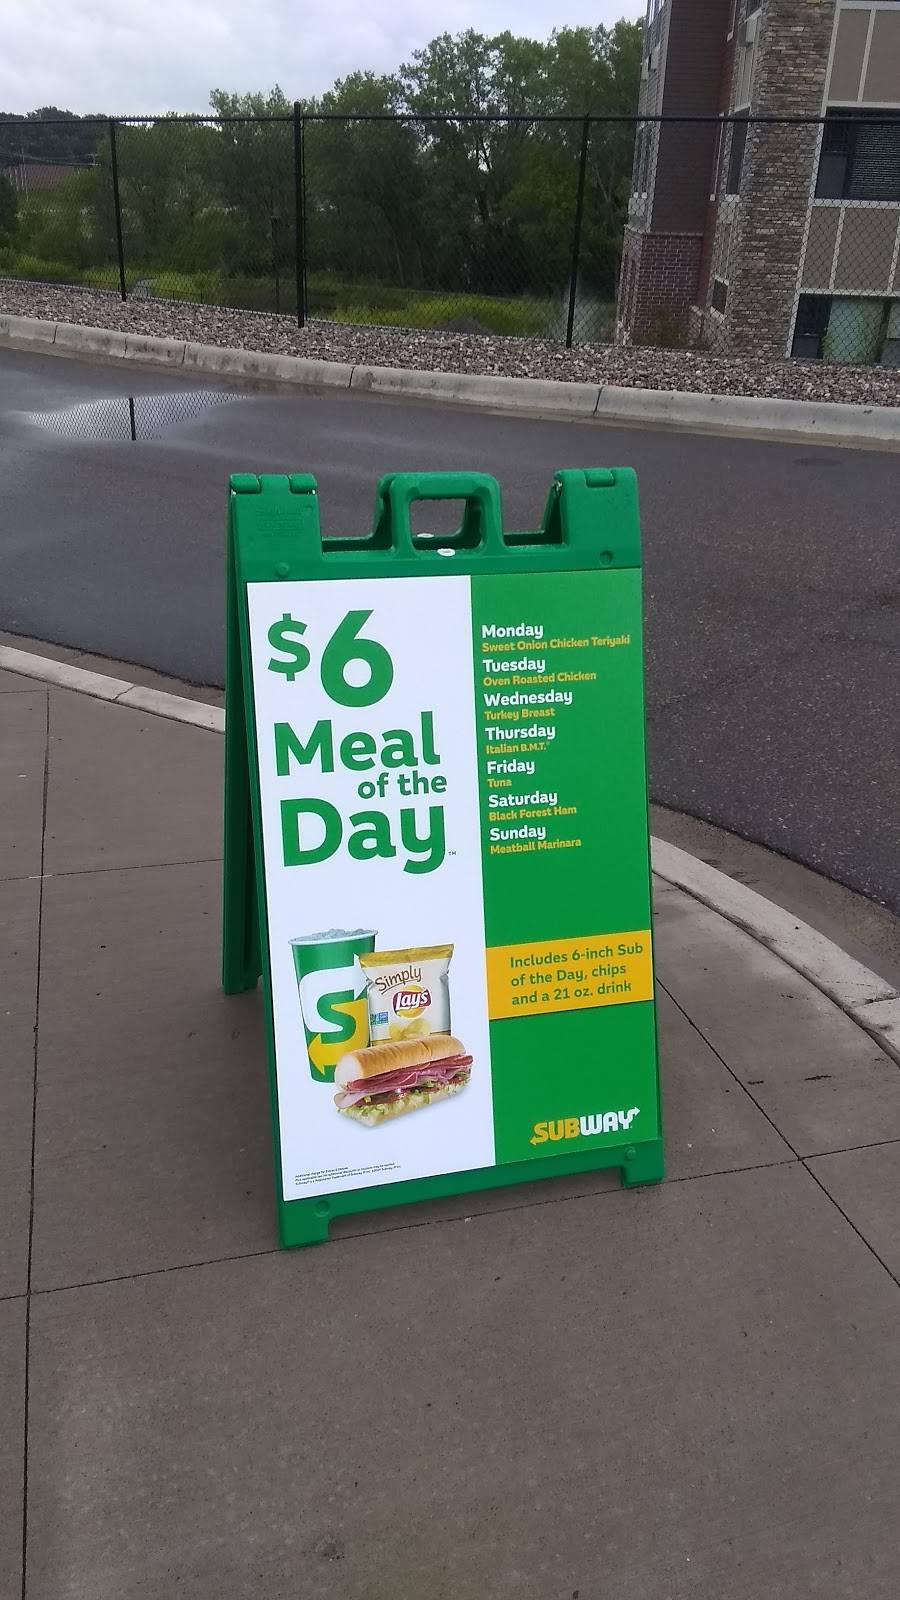 $6
Meal
of the
Day™
Monday
Sweet Onion Chicken Teriyaki
Tuesday
Oven Roasted Chicken
Wednesday
Turkey Breast
Thursday
Italian B.M.T.®
Friday
Tuna
Saturday
Black Forest Ham
Sunday
Meatball Marinara
Includes 6-inch Sub
of the Day, chips
and a 21 oz. drink
Simply
Lay's
S
SUBWAY